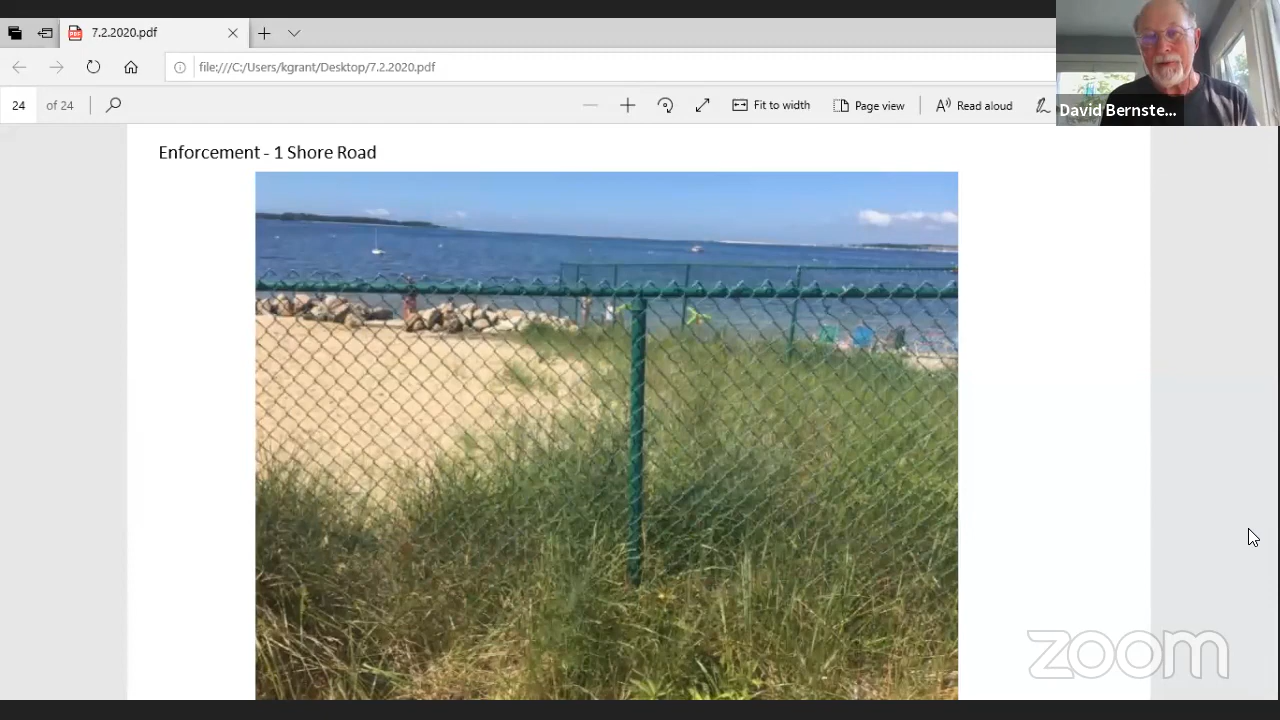 7.2.2020.pdf
file:///C:/Users/kgrant/Desktop/7.2.2020.pdf
24 of 24
Fit to width
Page view
Read aloud
David Bernste...
Enforcement - 1 Shore Road
zoom